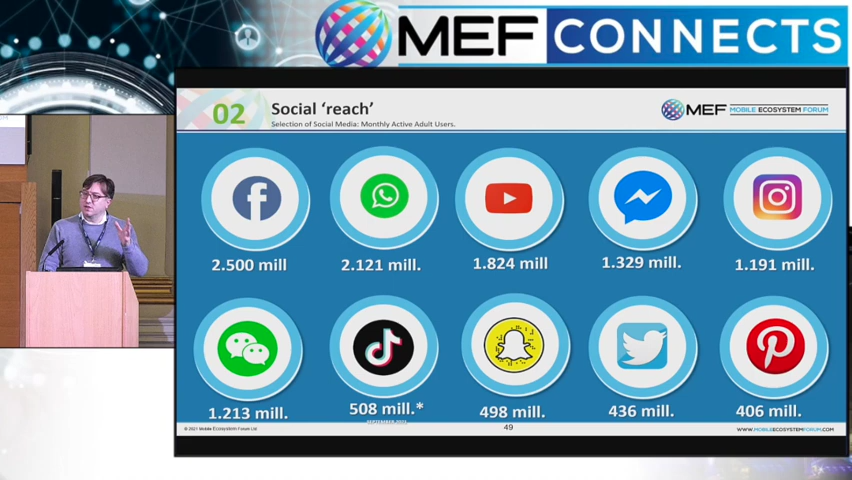 MEF CONNECTS
02
Social ‘reach’
Selection of Social Media: Monthly Active Adult Users.
MEF MOBILE ECOSYSTEM FORUM
2.500 mill
2.121 mill.
1.824 mill
1.329 mill.
1.191 mill.
1.213 mill.
508 mill.*
498 mill.
436 mill.
406 mill.
SEPTEMBER 2021
© 2021 Mobile Ecosystem Forum Ltd
49
WWW.MOBILEECOSYSTEMFORUM.COM